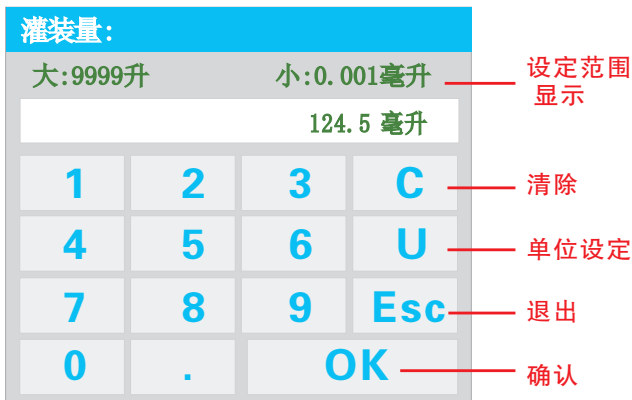 灌装量:
大:9999升 小:0.001毫升 设定范围
显示
124.5 毫升
1 2 3 C 清除
4 5 6 U 单位设定
7 8 9 Esc 退出
0 . OK 确认